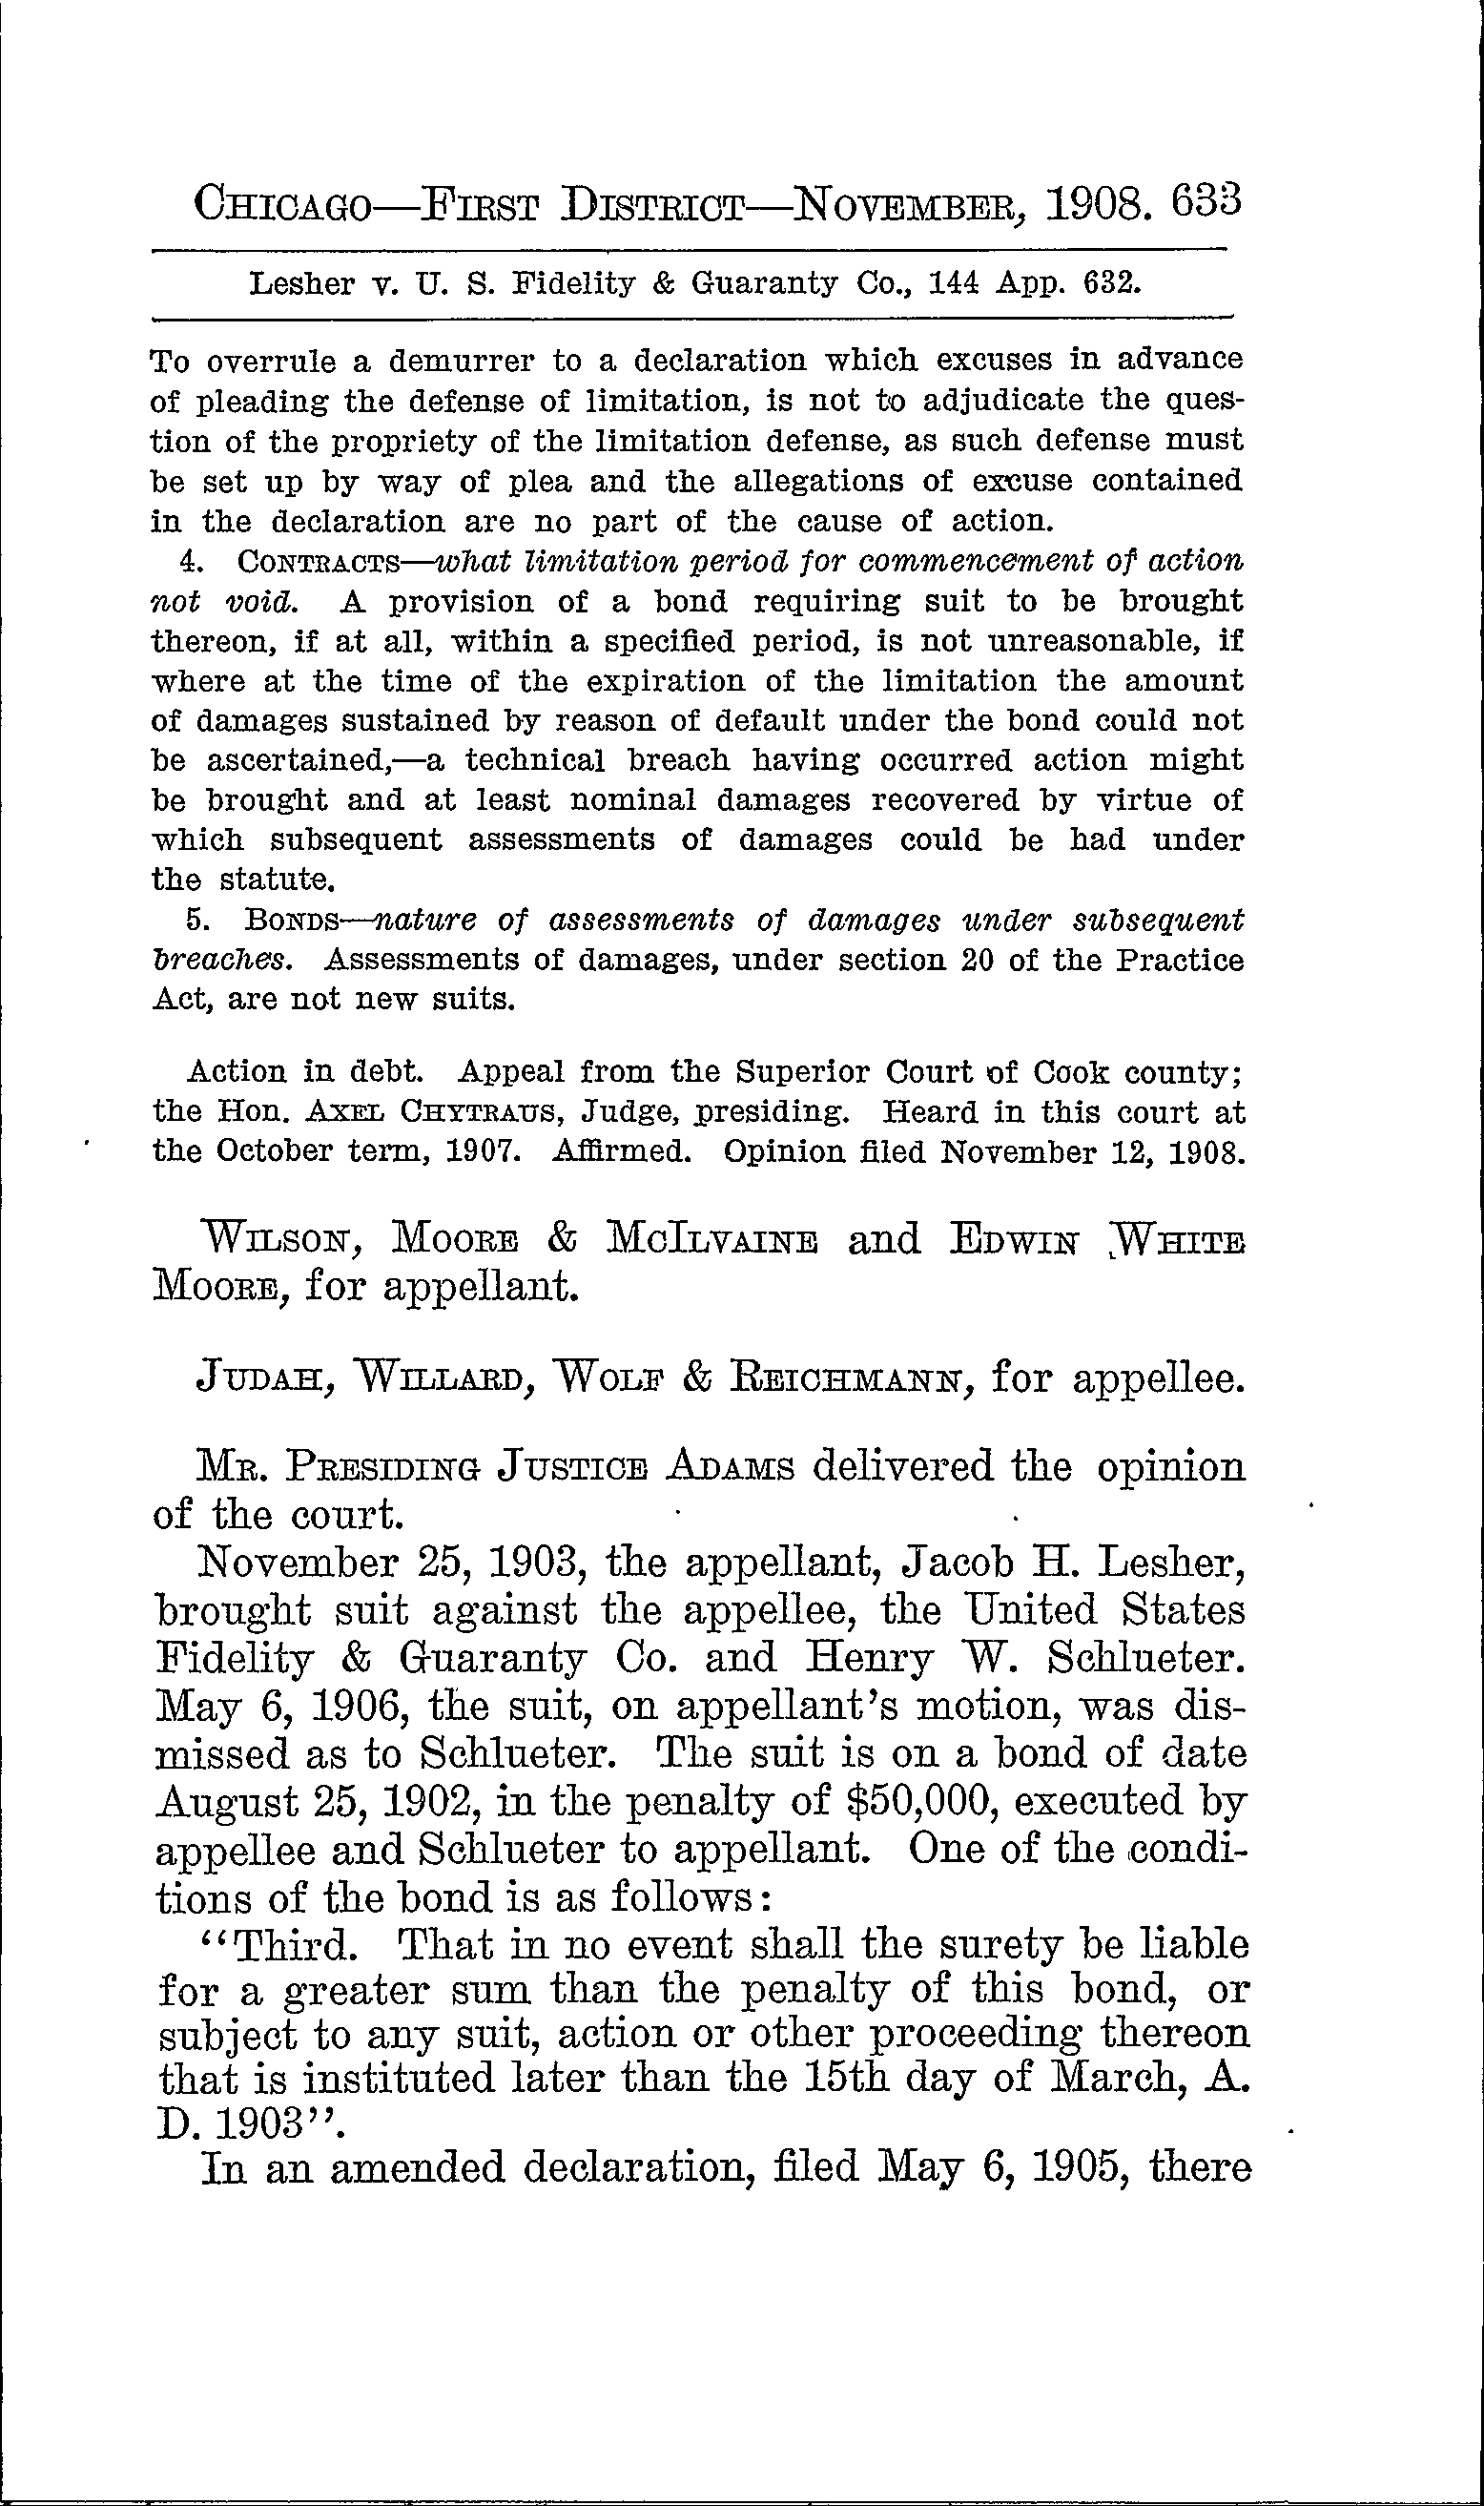 CHICAGO—FIRST DISTRICT—NOVEMBER, 1908. 633
Lesher v. U. S. Fidelity & Guaranty Co., 144 App. 632.
To overrule a demurrer to a declaration which excuses in advance
of pleading the defense of limitation, is not to adjudicate the ques-
tion of the propriety of the limitation defense, as such defense must
be set up by way of plea and the allegations of excuse contained
in the declaration are no part of the cause of action.
4. CONTRACTS—what limitation period for commencement of action
not void. A provision of a bond requiring suit to be brought
thereon, if at all, within a specified period, is not unreasonable, if
where at the time of the expiration of the limitation the amount
of damages sustained by reason of default under the bond could not
be ascertained,—a technical breach having occurred action might
be brought and at least nominal damages recovered by virtue of
which subsequent assessments of damages could be had under
the statute.
5. BONDS—nature of assessments of damages under subsequent
breaches. Assessments of damages, under section 20 of the Practice
Act, are not new suits.
Action in debt. Appeal from the Superior Court of Cook county;
the Hon. AXEL CHYTRAUS, Judge, presiding. Heard in this court at
the October term, 1907. Affirmed. Opinion filed November 12, 1908.
WILSON, MOORE & MCILVAINE and EDWIN WHITE
MOORE, for appellant.
JUDAH, WILLARD, WOLF & REICHMANN, for appellee.
MR. PRESIDING JUSTICE ADAMS delivered the opinion
of the court.
November 25, 1903, the appellant, Jacob H. Lesher,
brought suit against the appellee, the United States
Fidelity & Guaranty Co. and Henry W. Schlueter.
May 6, 1906, the suit, on appellant's motion, was dis-
missed as to Schlueter. The suit is on a bond of date
August 25, 1902, in the penalty of $50,000, executed by
appellee and Schlueter to appellant. One of the condi-
tions of the bond is as follows:
"Third. That in no event shall the surety be liable
for a greater sum than the penalty of this bond, or
subject to any suit, action or other proceeding thereon
that is instituted later than the 15th day of March, A.
D. 1903".
In an amended declaration, filed May 6, 1905, there